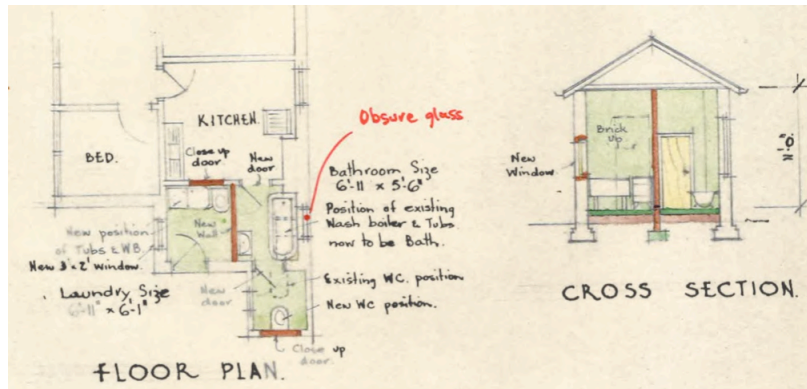 KITCHEN.
BED.
Close up
door.
New
door
Obsure glass
Bathroom Size
6'-11 x 5'-6"
Position of existing
Wash boiler & Tubs
now to be Bath.
New
Wall
New position
of Tubs & W.B.
New 3' x 2' window.
Laundry Size
6'-11" x 6'-1"
New
door
Existing W.C. position
New WC position.
Close up
door.
FLOOR PLAN.
Brick
up
New
Window.
CROSS SECTION.